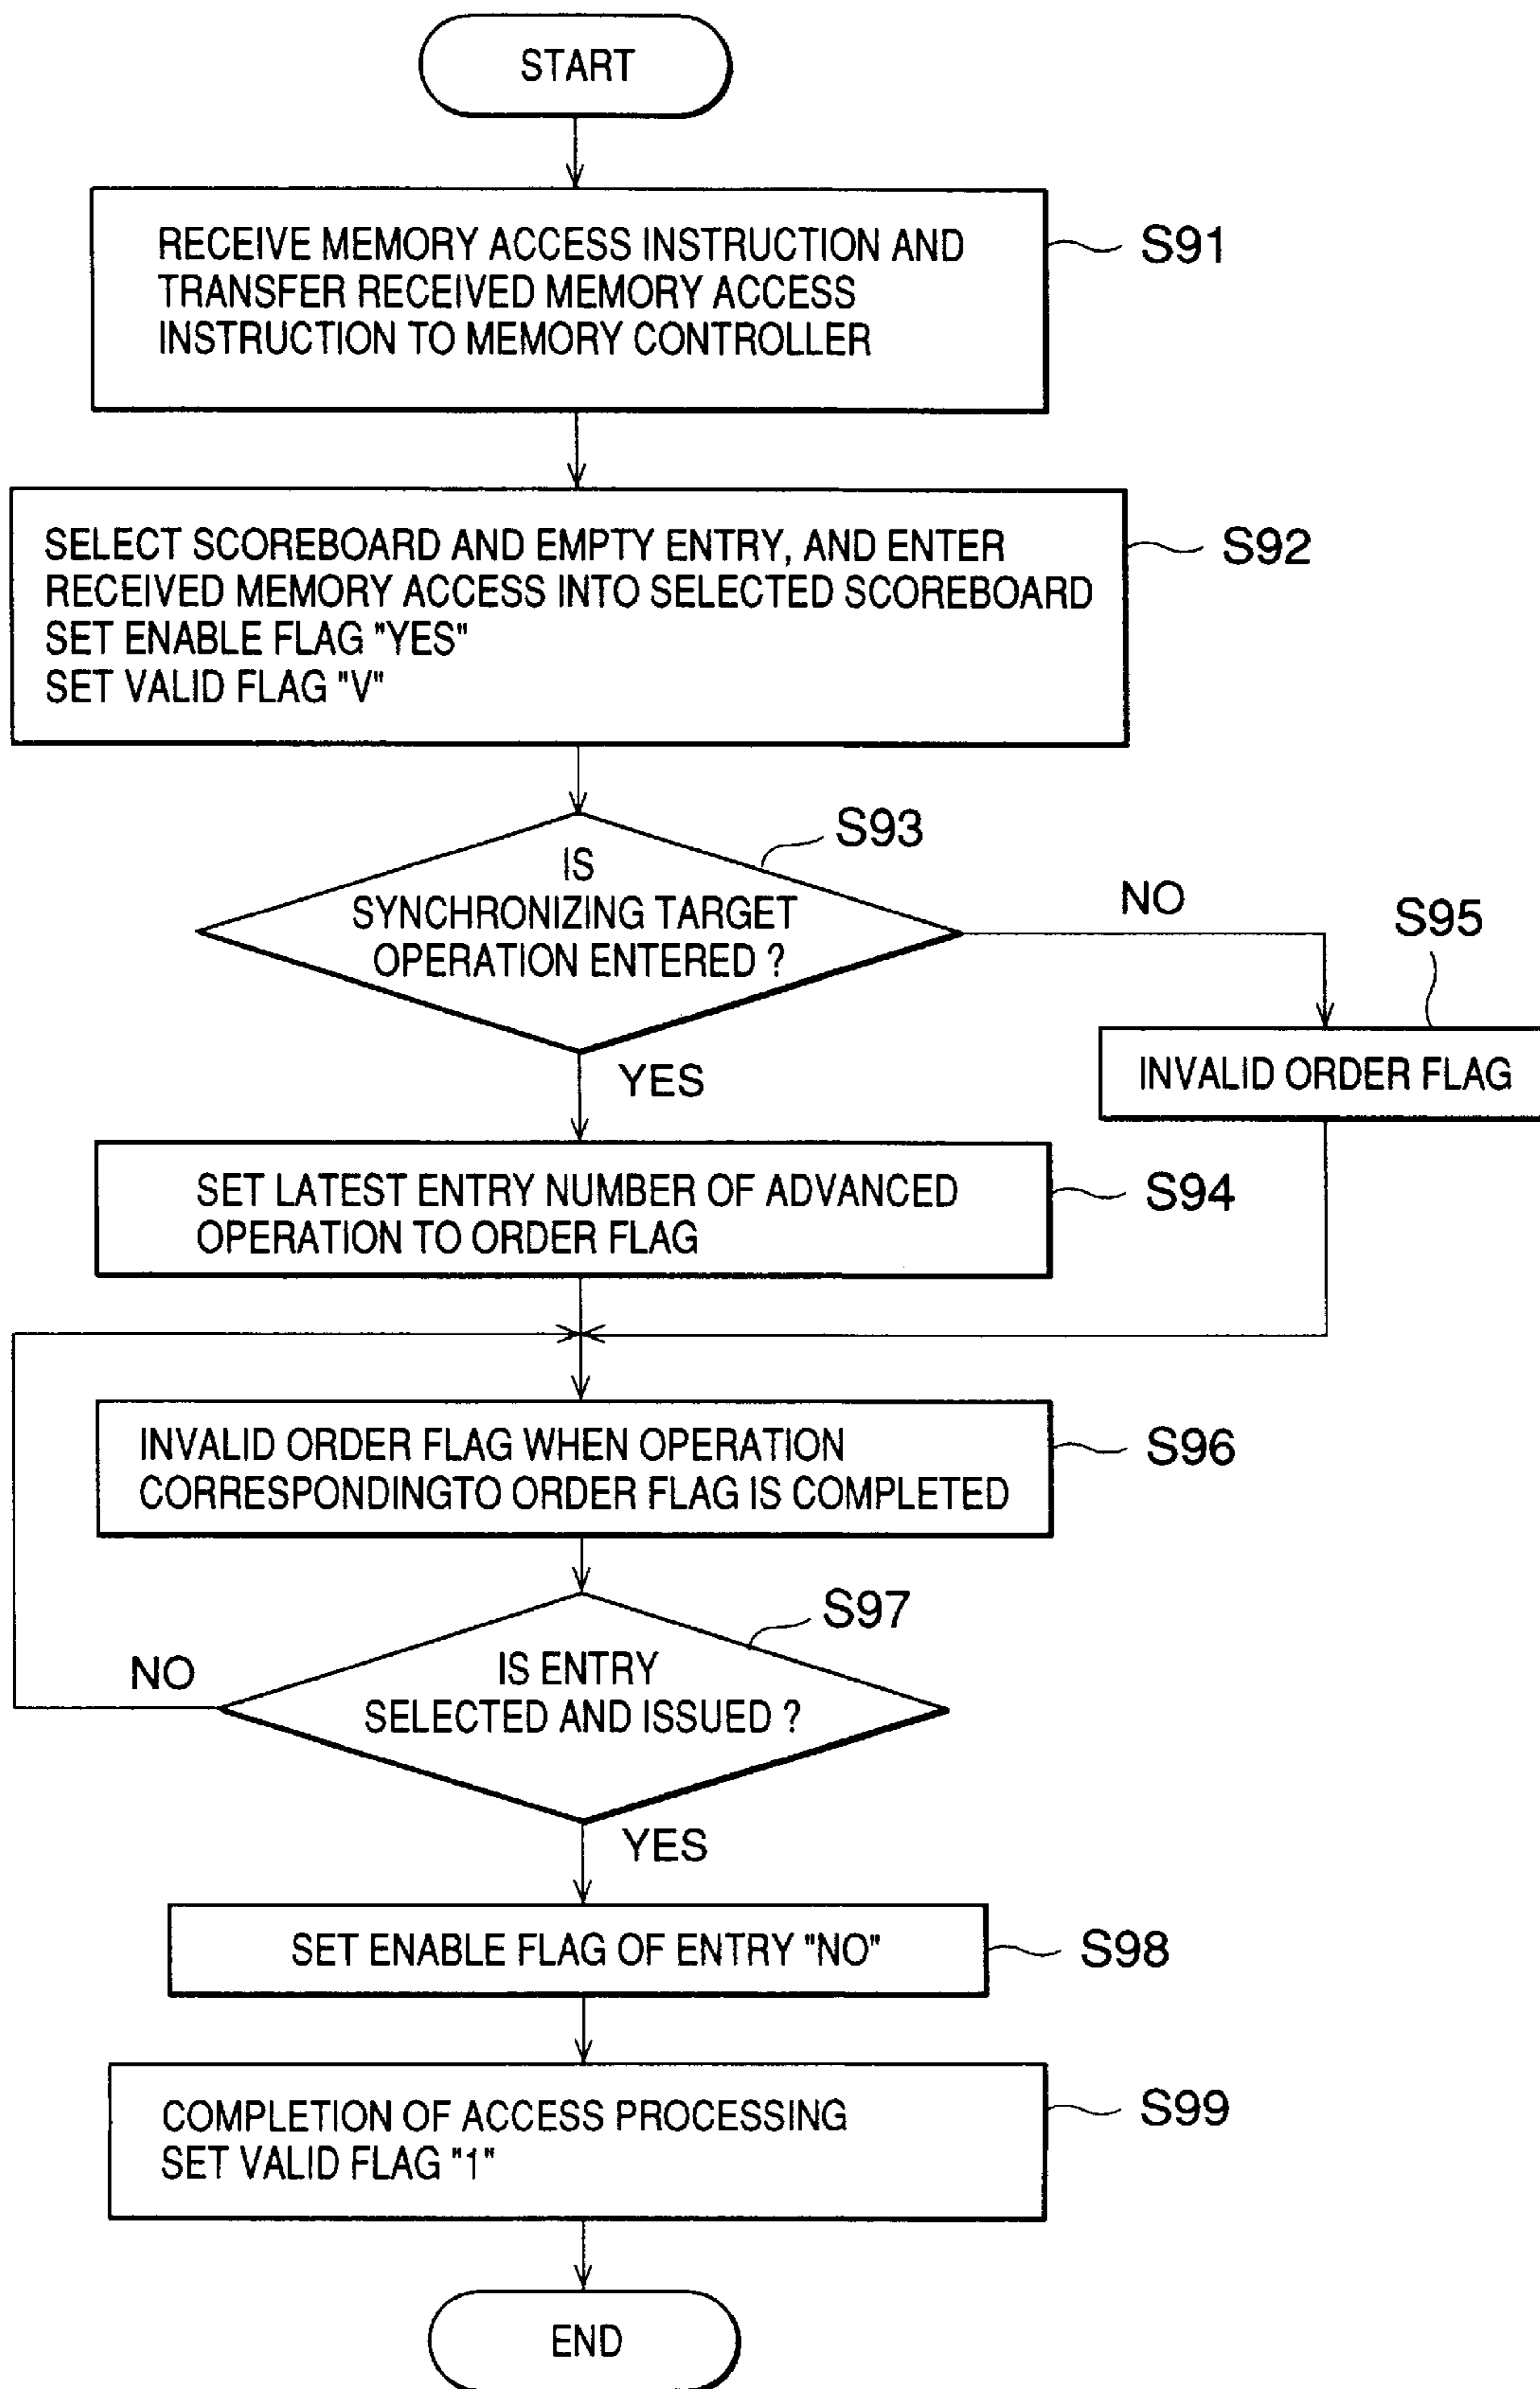 START
RECEIVE MEMORY ACCESS INSTRUCTION AND
TRANSFER RECEIVED MEMORY ACCESS
INSTRUCTION TO MEMORY CONTROLLER
S91
SELECT SCOREBOARD AND EMPTY ENTRY, AND ENTER
RECEIVED MEMORY ACCESS INTO SELECTED SCOREBOARD
SET ENABLE FLAG "YES"
SET VALID FLAG "V"
S92
IS
SYNCHRONIZING TARGET
OPERATION ENTERED ?
S93
NO
S95
INVALID ORDER FLAG
YES
SET LATEST ENTRY NUMBER OF ADVANCED
OPERATION TO ORDER FLAG
S94
INVALID ORDER FLAG WHEN OPERATION
CORRESPONDINGTO ORDER FLAG IS COMPLETED
S96
IS ENTRY
SELECTED AND ISSUED ?
S97
NO
YES
SET ENABLE FLAG OF ENTRY "NO"
S98
COMPLETION OF ACCESS PROCESSING
SET VALID FLAG "1"
S99
END